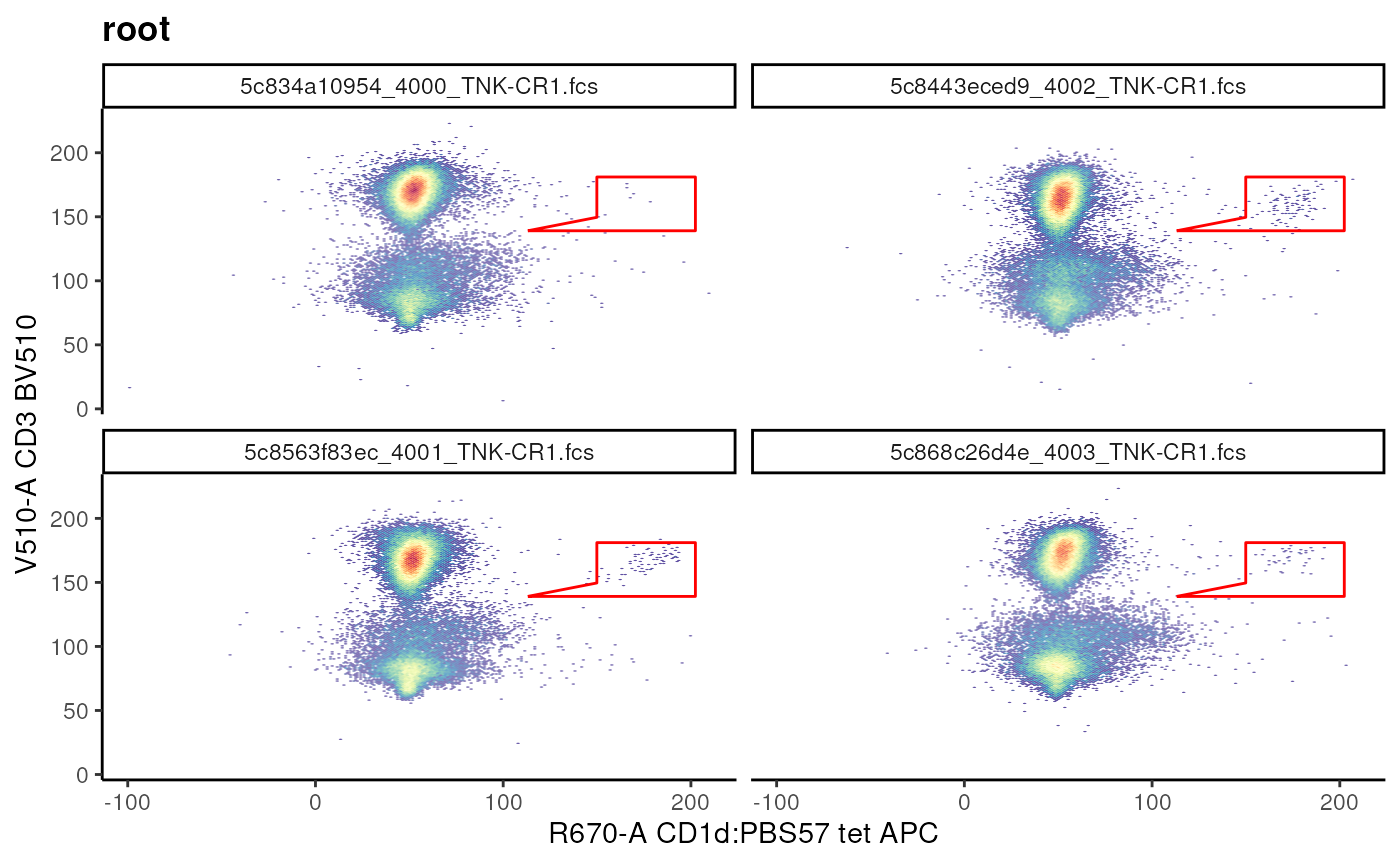 root
5c834a10954_4000_TNK-CR1.fcs
5c8443eced9_4002_TNK-CR1.fcs
200
150
100
50
0
V510-A CD3 BV510
5c8563f83ec_4001_TNK-CR1.fcs
5c868c26d4e_4003_TNK-CR1.fcs
200
150
100
50
0
-100 0 100 200
-100 0 100 200
R670-A CD1d:PBS57 tet APC